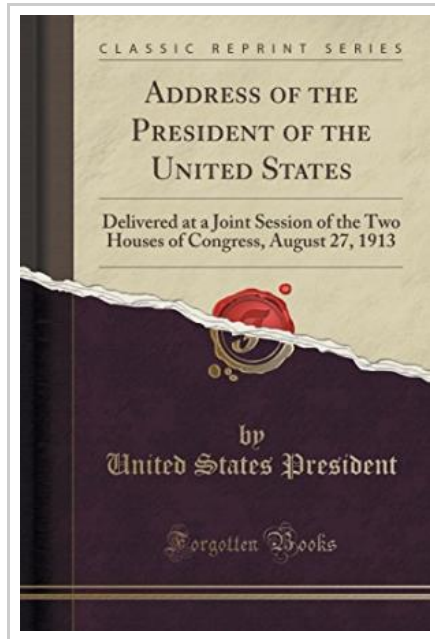 CLASSIC REPRINT SERIES
ADDRESS OF THE
PRESIDENT OF THE
UNITED STATES
Delivered at a Joint Session of the Two
Houses of Congress, August 27, 1913
F
by
United States President
Forgotten Books